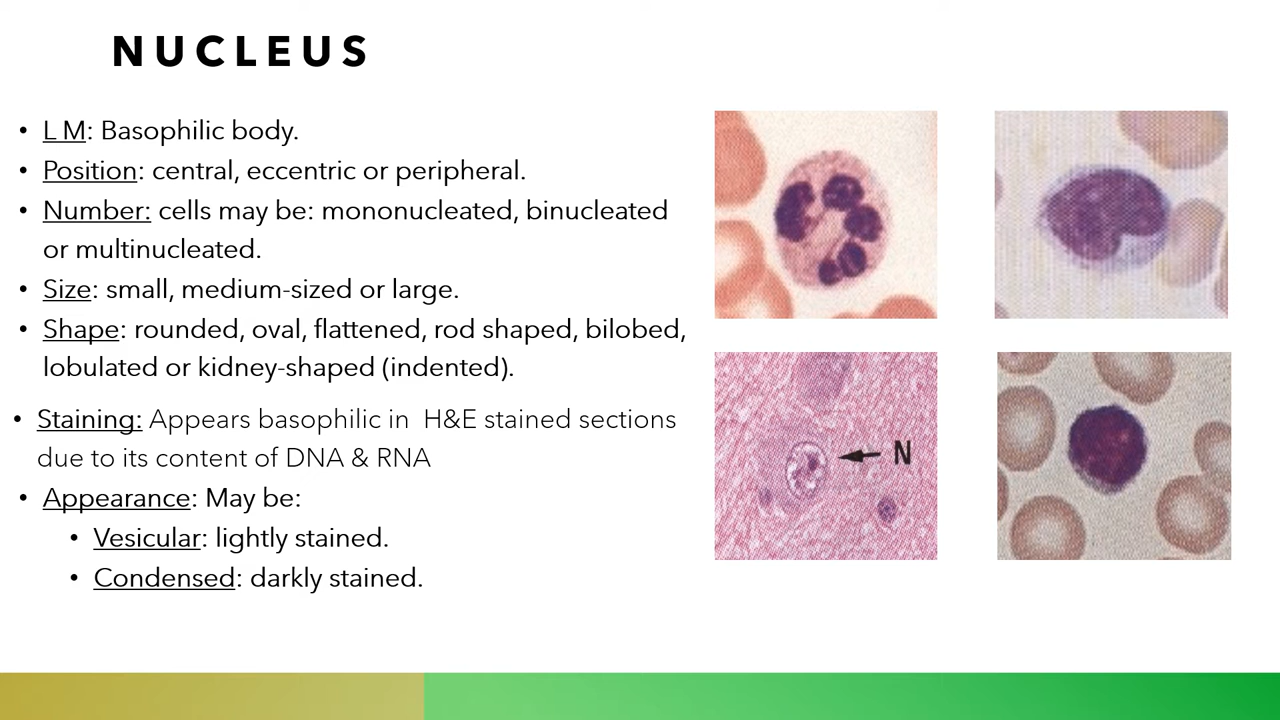 NUCLEUS
• L M: Basophilic body.
• Position: central, eccentric or peripheral.
• Number: cells may be: mononucleated, binucleated
or multinucleated.
• Size: small, medium-sized or large.
• Shape: rounded, oval, flattened, rod shaped, bilobed,
lobulated or kidney-shaped (indented).
• Staining: Appears basophilic in H&E stained sections
due to its content of DNA & RNA
• Appearance: May be:
• Vesicular: lightly stained.
• Condensed: darkly stained.
N